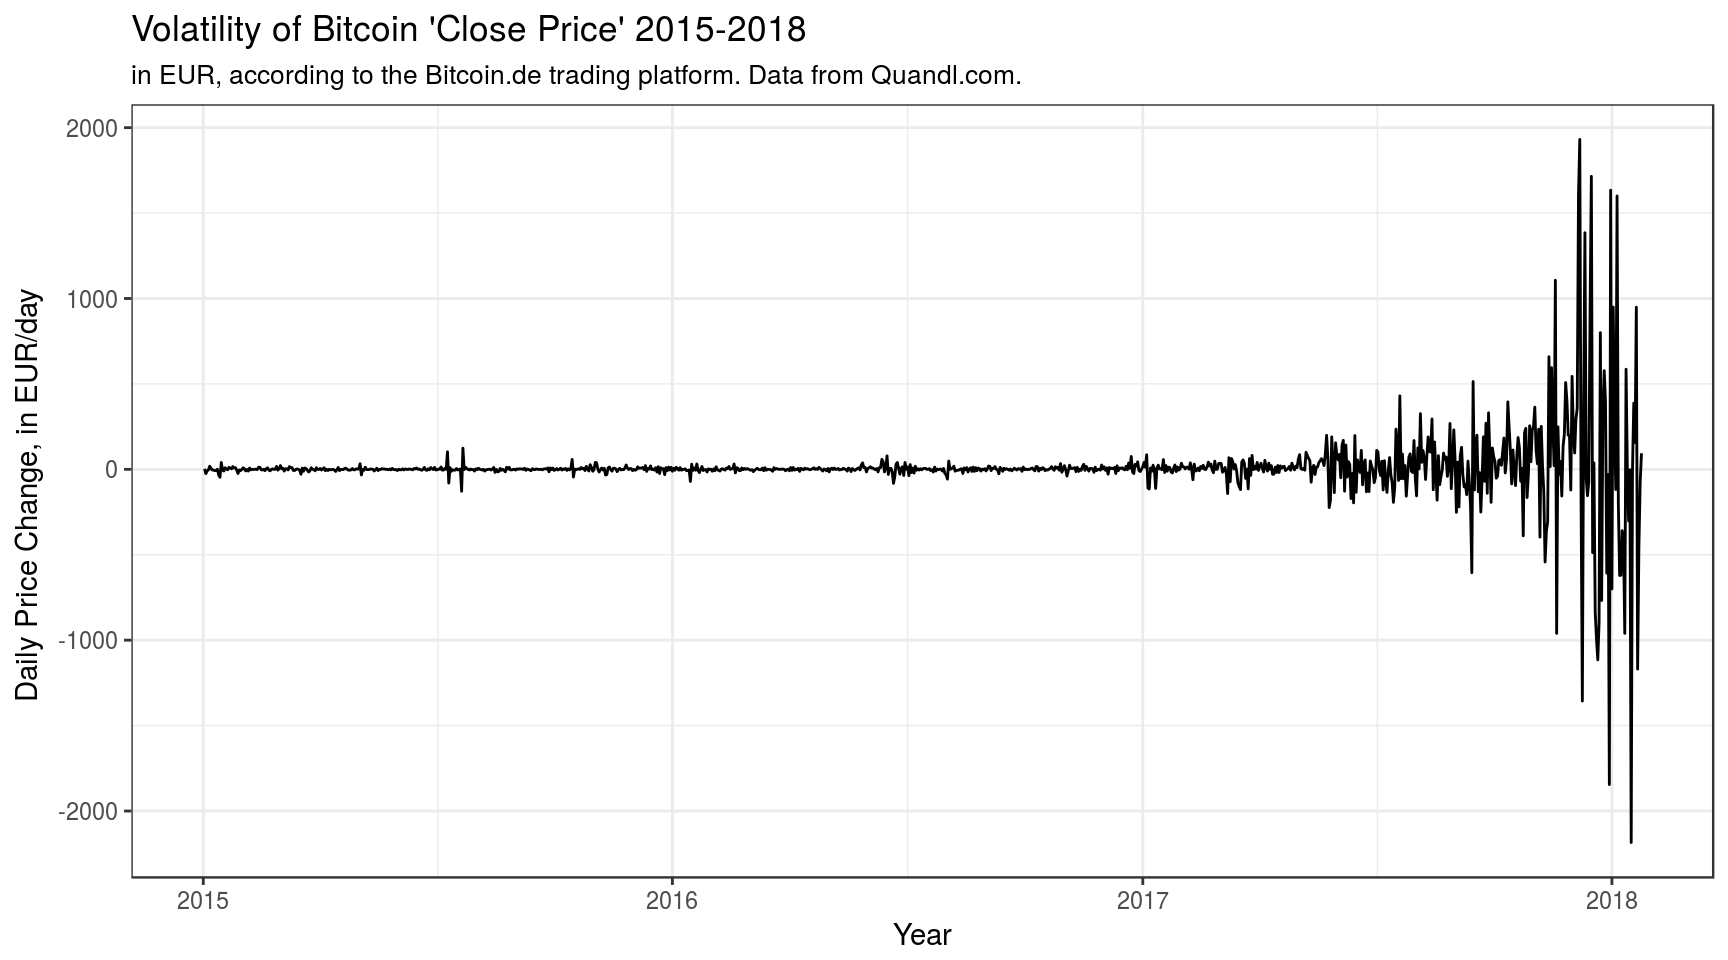 Volatility of Bitcoin 'Close Price' 2015-2018
in EUR, according to the Bitcoin.de trading platform. Data from Quandl.com.
Daily Price Change, in EUR/day
2000
1000
0
-1000
-2000
2015 2016 2017 2018
Year